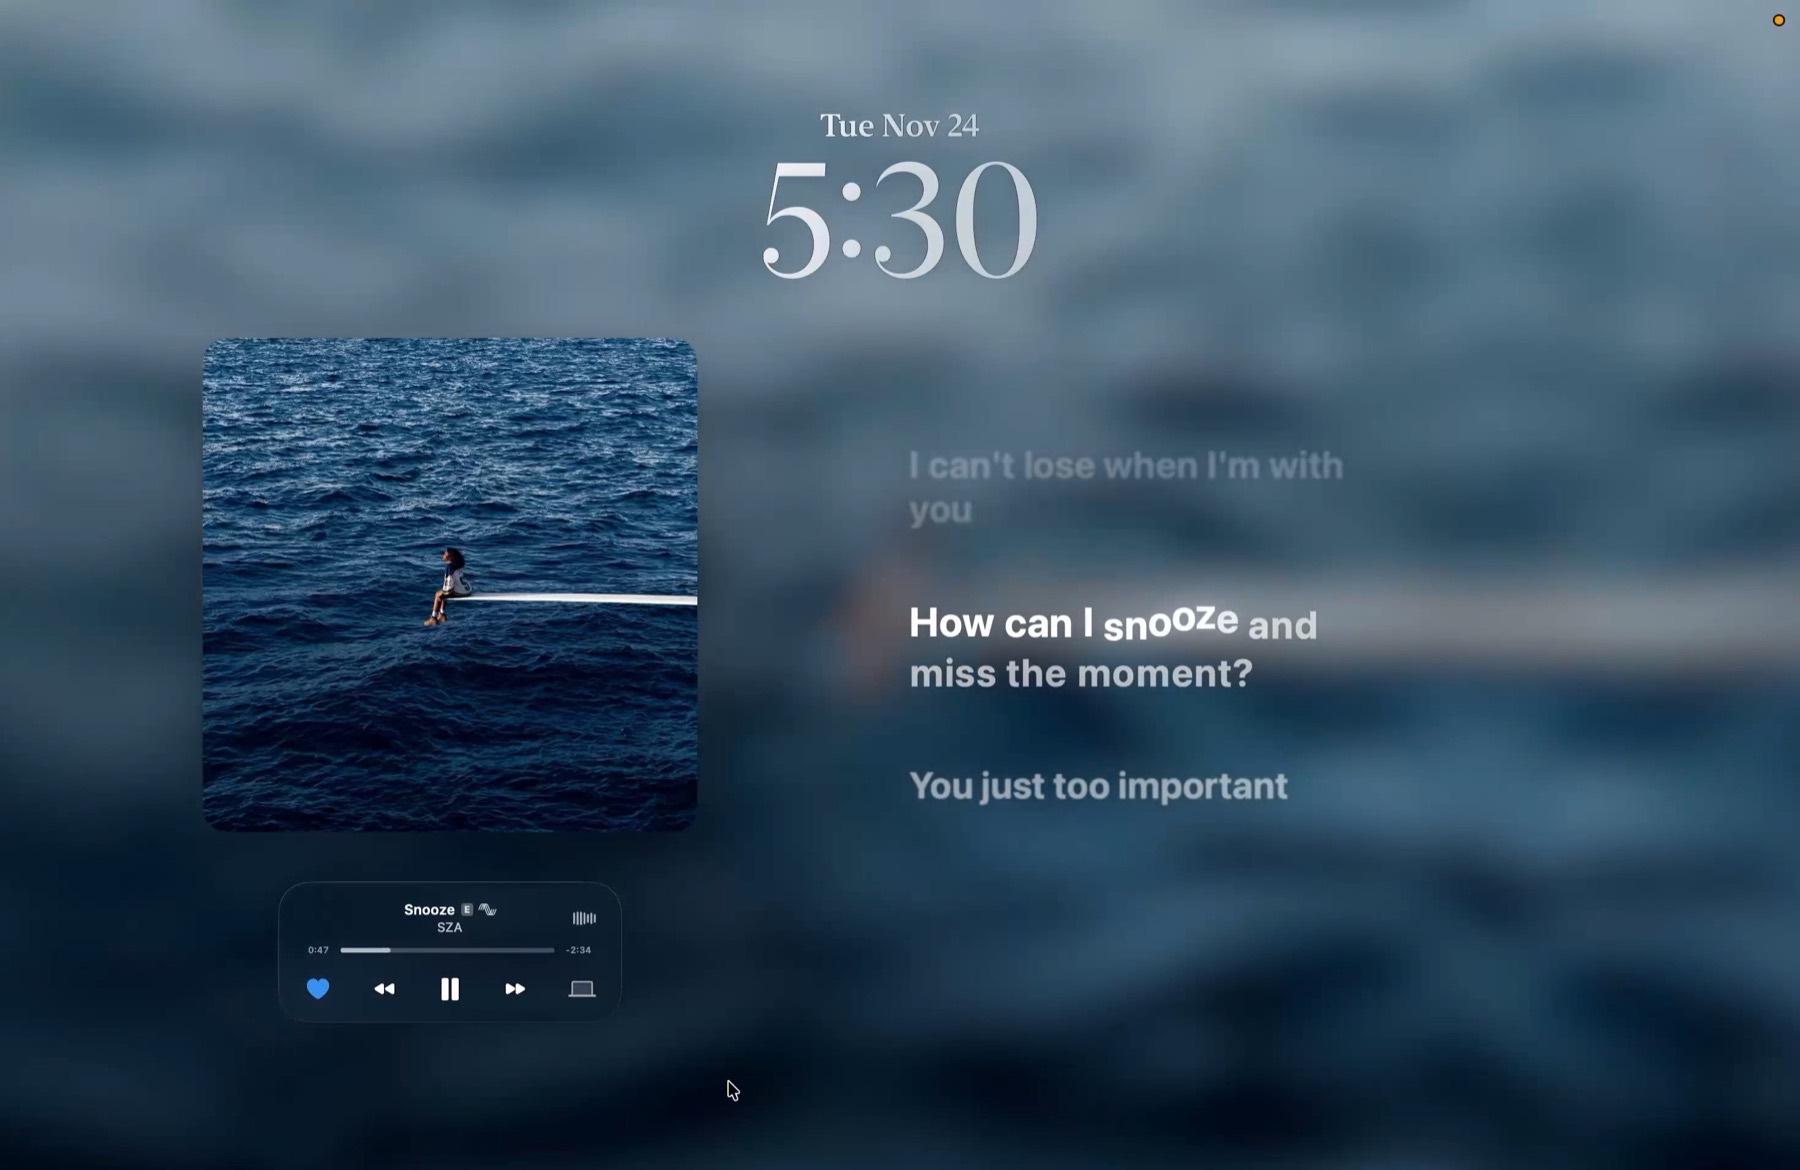 Tue Nov 24
5:30
I can't lose when I'm with
you
How can I snooze and
miss the moment?
You just too important
Snooze E
SZA
0:47 -2:34